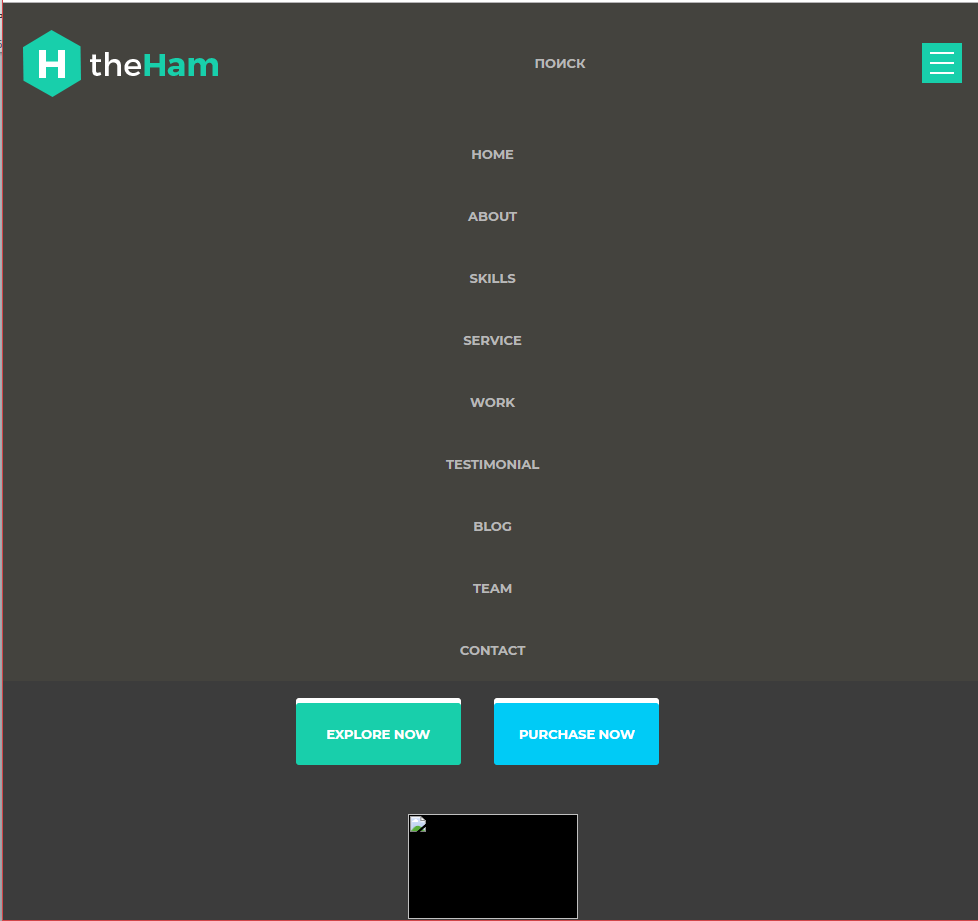 H theHam
ПОИСК
HOME
ABOUT
SKILLS
SERVICE
WORK
TESTIMONIAL
BLOG
TEAM
CONTACT
EXPLORE NOW
PURCHASE NOW